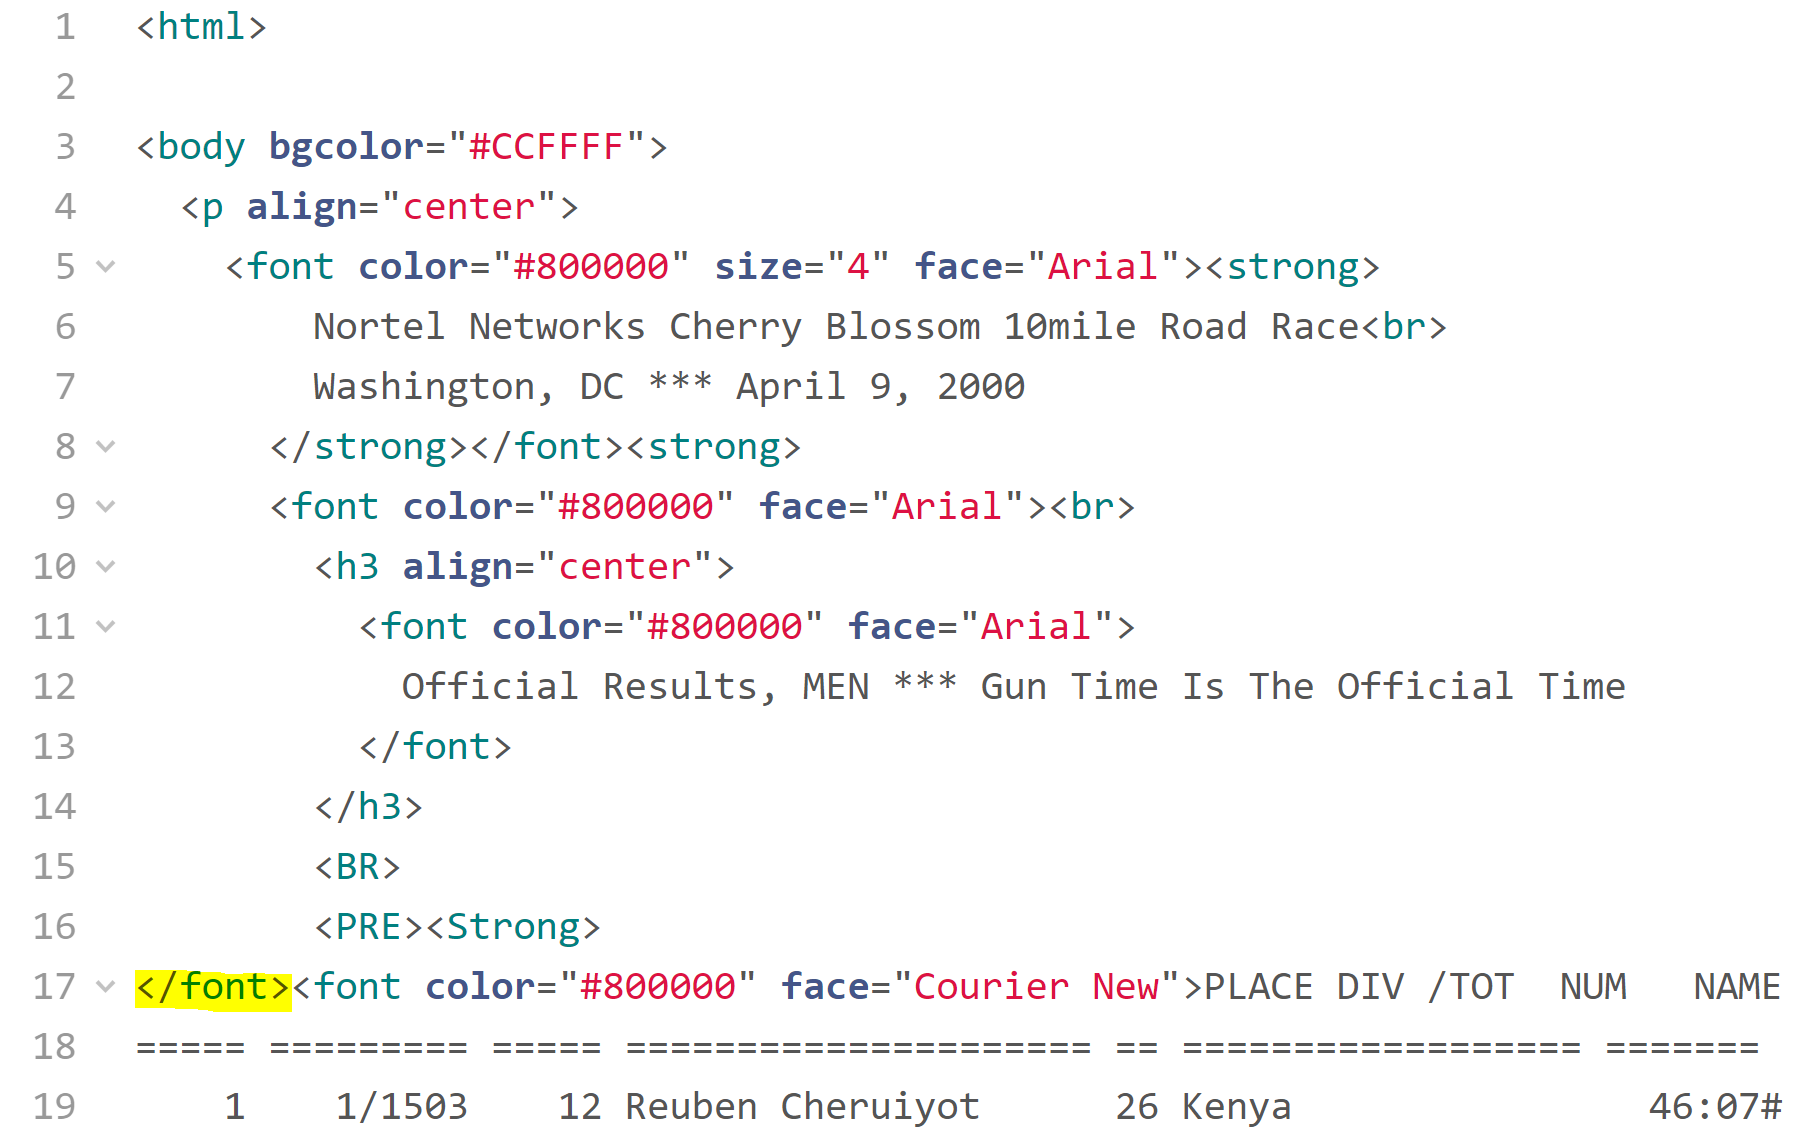 1 <html>
2
3 <body bgcolor="#CCFFFF">
4 <p align="center">
5 <font color="#800000" size="4" face="Arial"><strong>
6 Nortel Networks Cherry Blossom 10mile Road Race<br>
7 Washington, DC *** April 9, 2000
8 </strong></font><strong>
9 <font color="#800000" face="Arial"><br>
10 <h3 align="center">
11 <font color="#800000" face="Arial">
12 Official Results, MEN *** Gun Time Is The Official Time
13 </font>
14 </h3>
15 <BR>
16 <PRE><Strong>
17 </font><font color="#800000" face="Courier New">PLACE DIV /TOT  NUM   NAME
18 ===== ========= ===== ===================== == ================== =======
19     1    1/1503    12 Reuben Cheruiyot      26 Kenya                46:07#